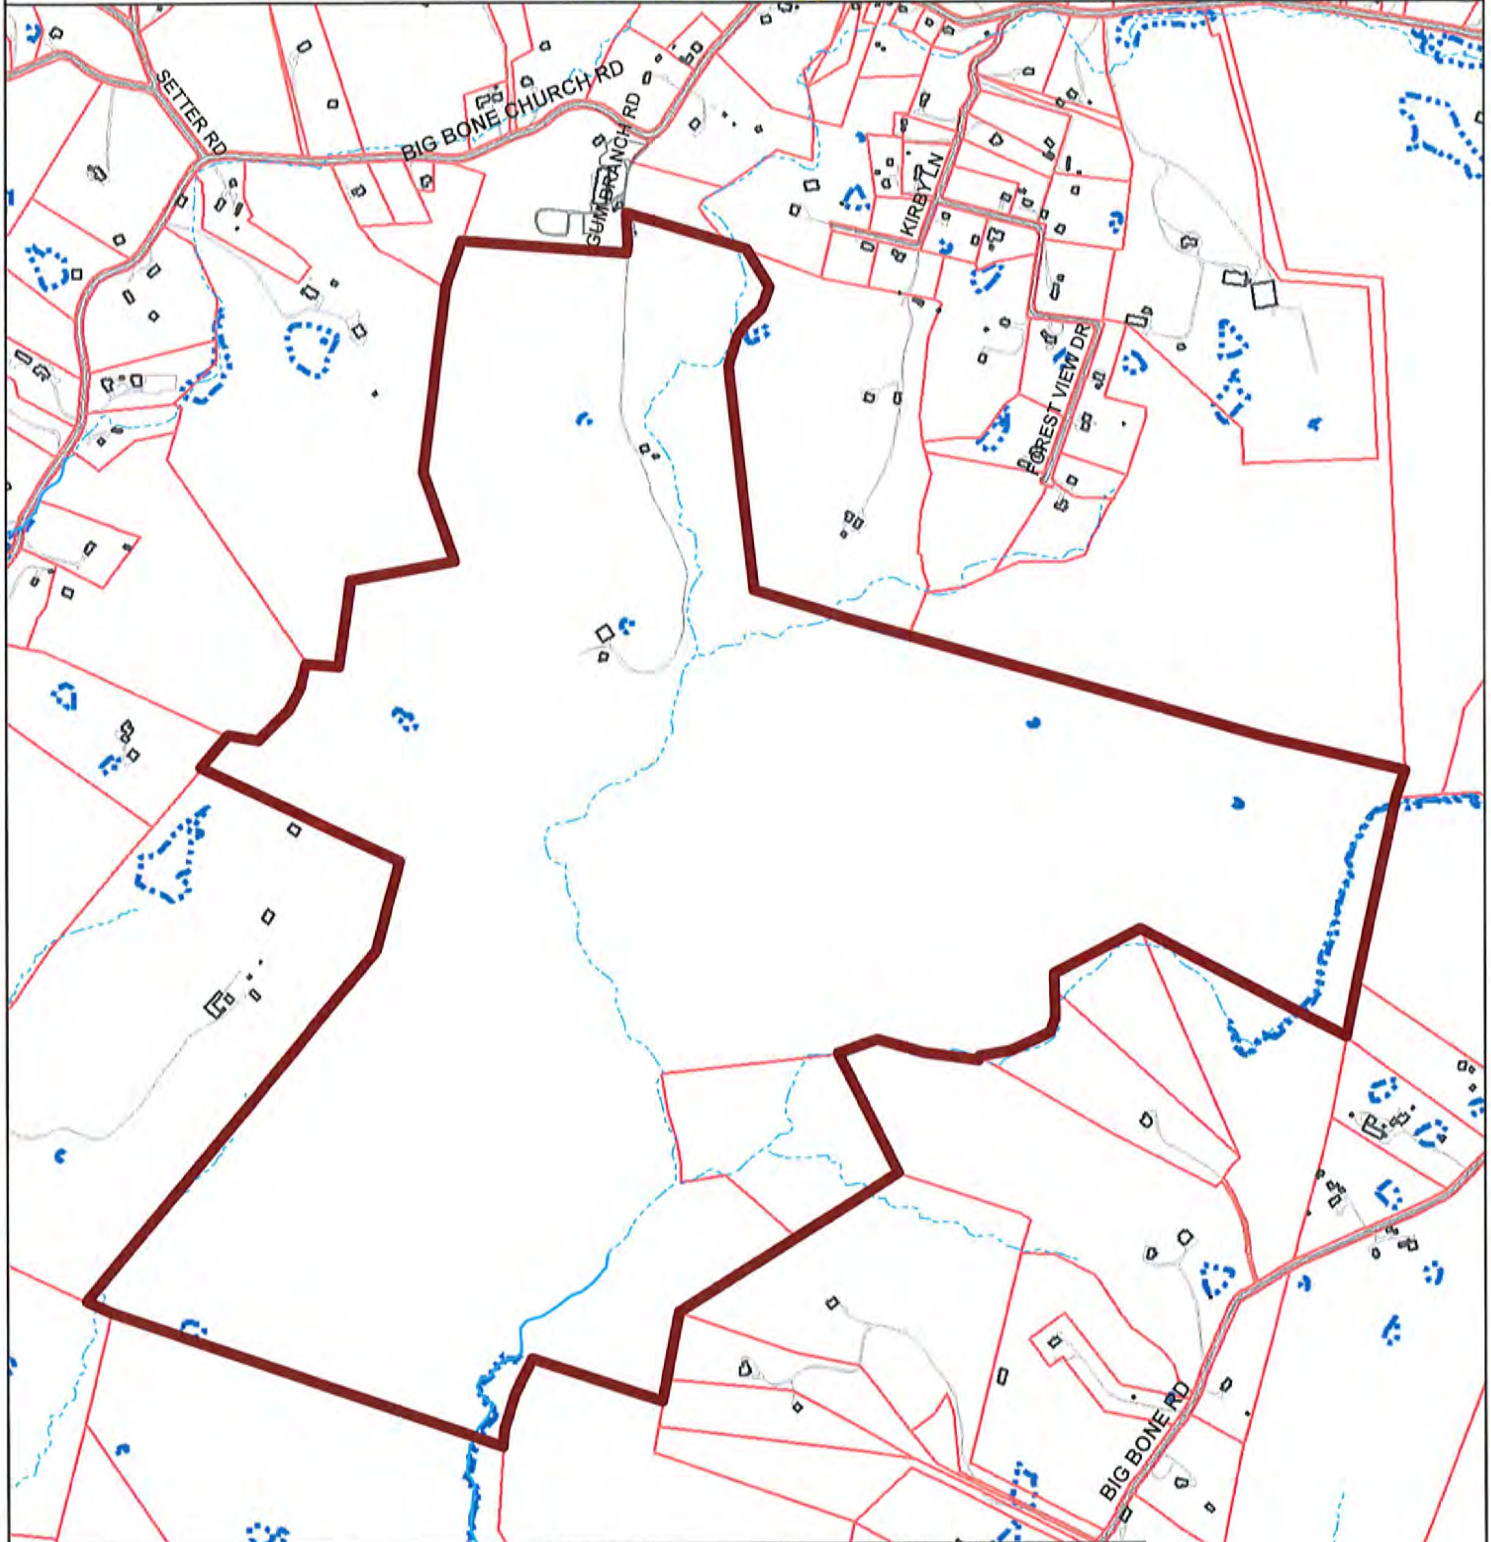 SETTER RD
BIG BONE CHURCH RD
GUM BRANCH RD
KIRBY LN
FOREST VIEW DR
BIG BONE RD